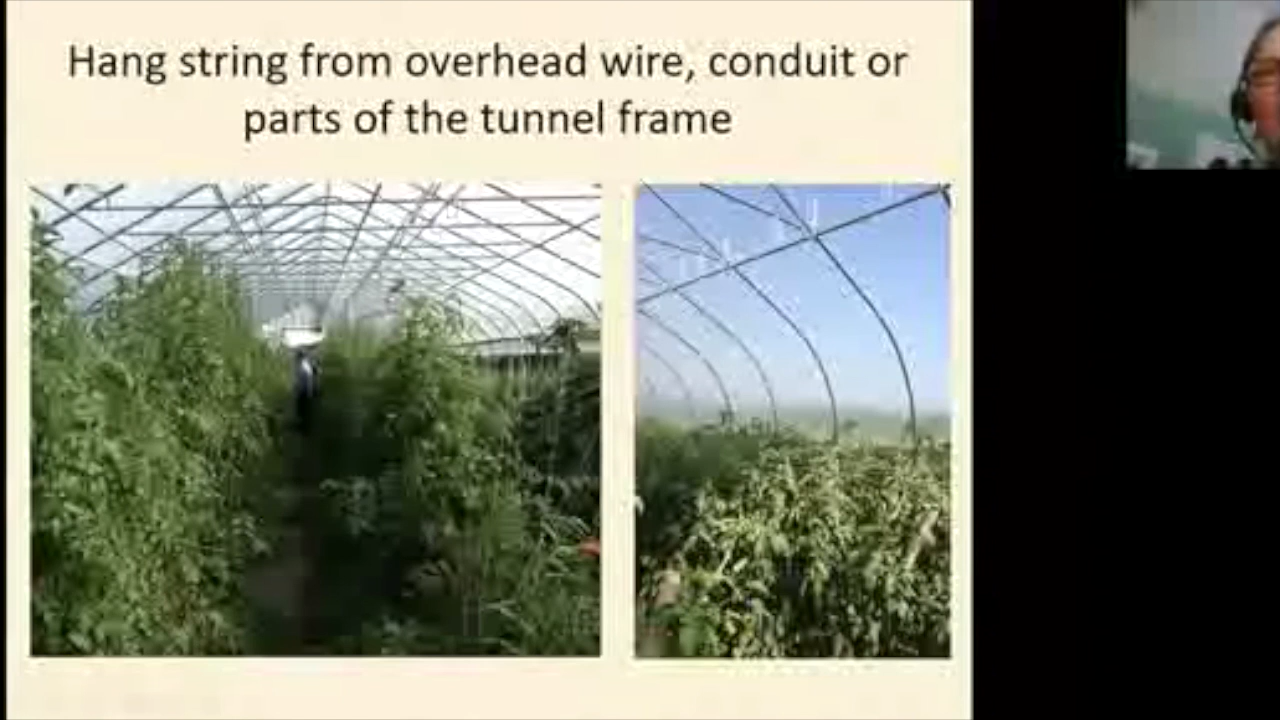 Hang string from overhead wire, conduit or
parts of the tunnel frame